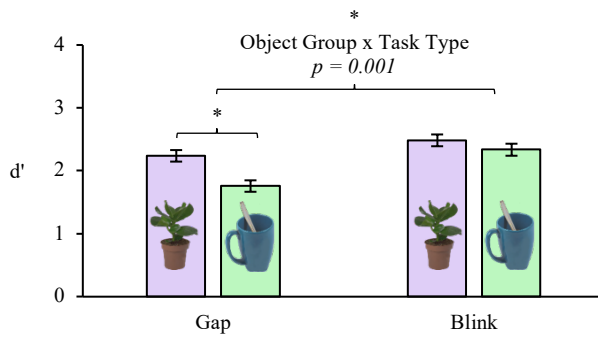 *
Object Group x Task Type
p = 0.001
4
3
2
1
0
d'
*
Gap
Blink